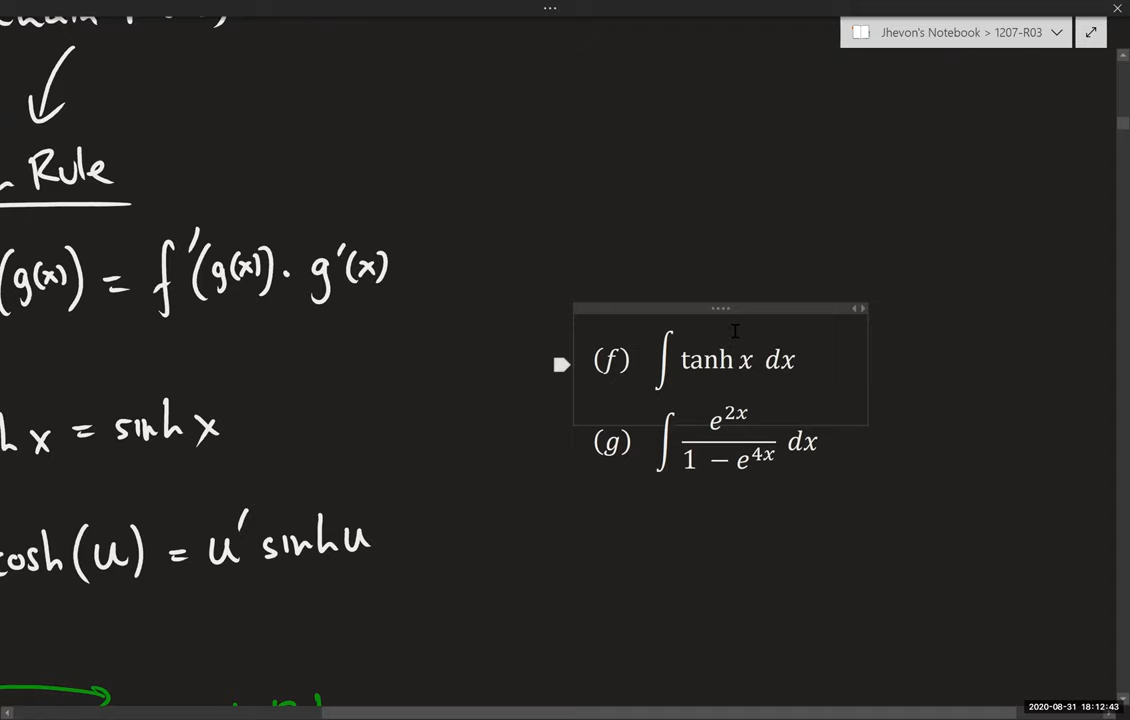 Jhevon's Notebook > 1207-R03
Rule
(g(x)) = f'(g(x)) · g'(x)
(f) ∫ tanh x dx
(g) ∫ e^{2x} / (1 − e^{4x}) dx
h x = sinh x
cosh(u) = u' sinh u
2020-08-31 18:12:43